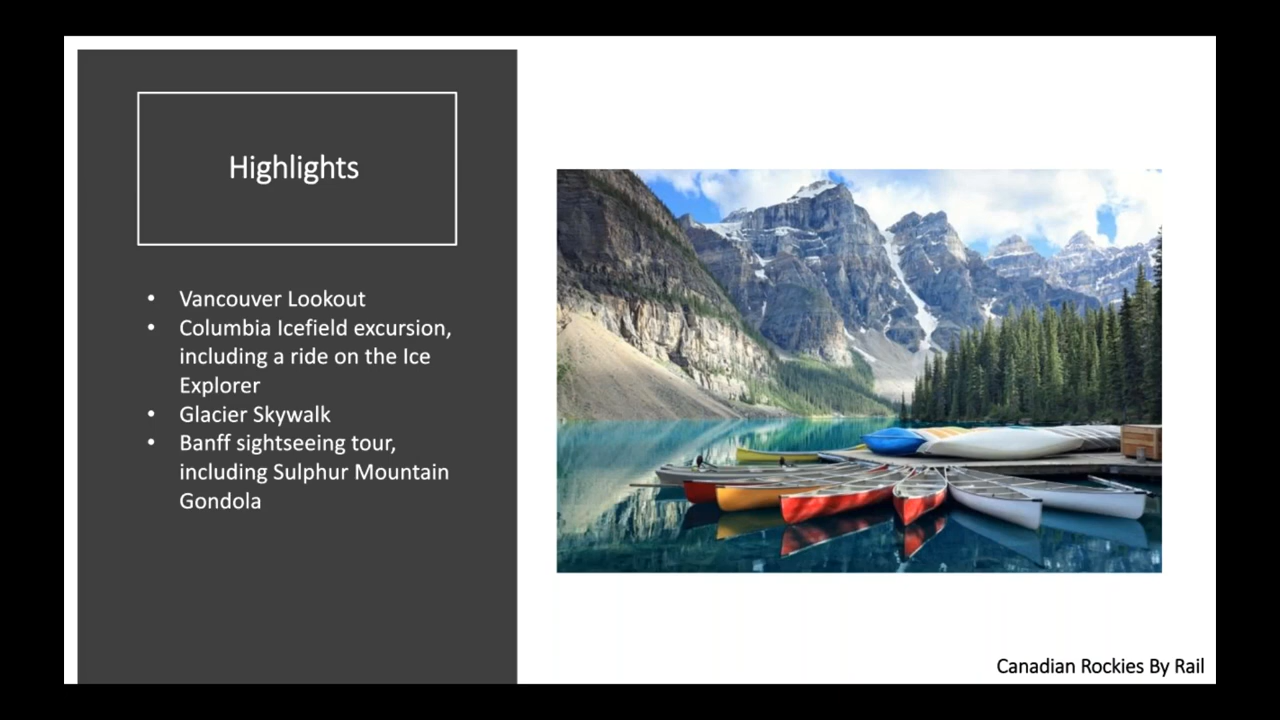 Highlights
• Vancouver Lookout
• Columbia Icefield excursion,
including a ride on the Ice
Explorer
• Glacier Skywalk
• Banff sightseeing tour,
including Sulphur Mountain
Gondola
Canadian Rockies By Rail